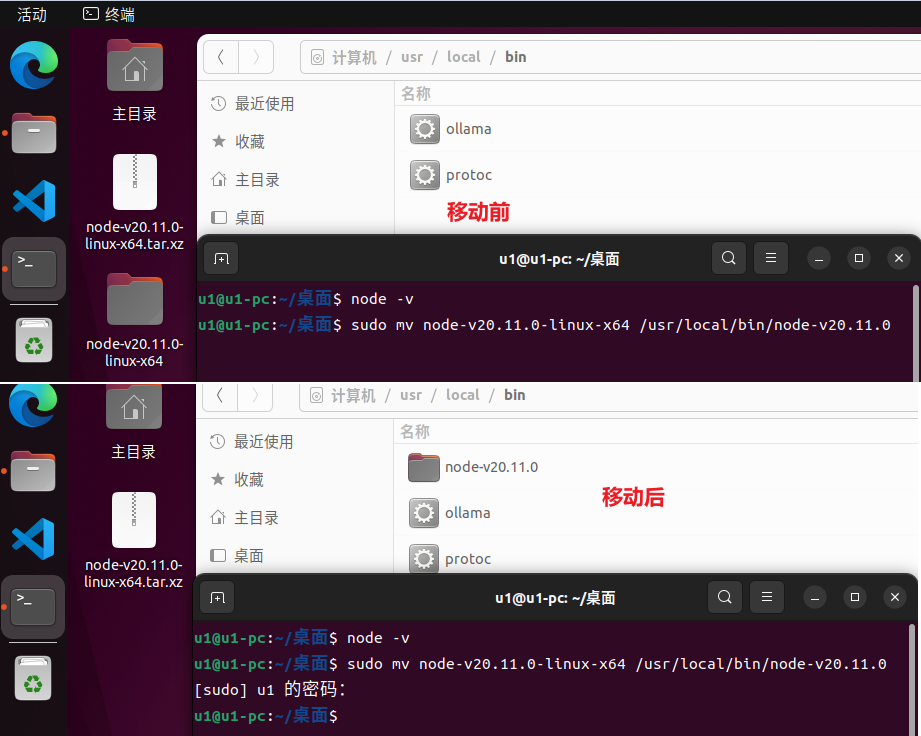 活动 终端
计算机 / usr / local / bin
主目录
node-v20.11.0-
linux-x64.tar.xz
node-v20.11.0-
linux-x64
最近使用
收藏
主目录
桌面
名称
ollama
protoc
移动前
u1@u1-pc: ~/桌面
u1@u1-pc:~/桌面$ node -v
u1@u1-pc:~/桌面$ sudo mv node-v20.11.0-linux-x64 /usr/local/bin/node-v20.11.0
计算机 / usr / local / bin
主目录
node-v20.11.0-
linux-x64.tar.xz
最近使用
收藏
主目录
桌面
名称
node-v20.11.0
ollama
protoc
移动后
u1@u1-pc: ~/桌面
u1@u1-pc:~/桌面$ node -v
u1@u1-pc:~/桌面$ sudo mv node-v20.11.0-linux-x64 /usr/local/bin/node-v20.11.0
[sudo] u1 的密码:
u1@u1-pc:~/桌面$